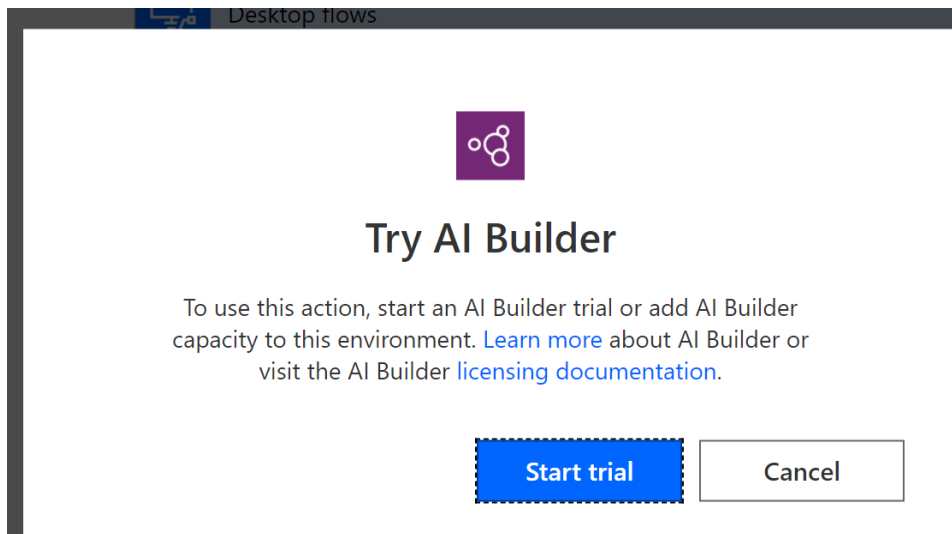 Desktop flows
Try AI Builder
To use this action, start an AI Builder trial or add AI Builder
capacity to this environment. Learn more about AI Builder or
visit the AI Builder licensing documentation.
Start trial
Cancel